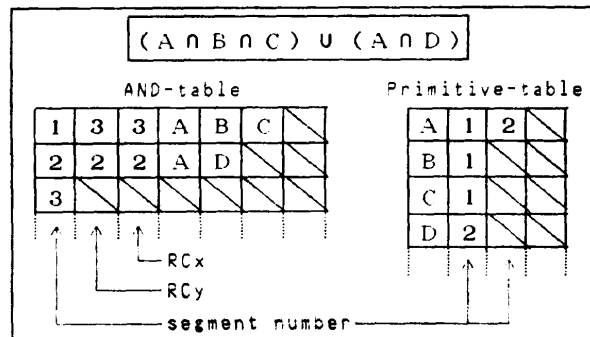 (A∩B∩C) ∪ (A∩D)
AND-table
1 3 3 A B C
2 2 2 A D
3
Primitive-table
A 1 2
B 1
C 1
D 2
RCx
RCy
segment number